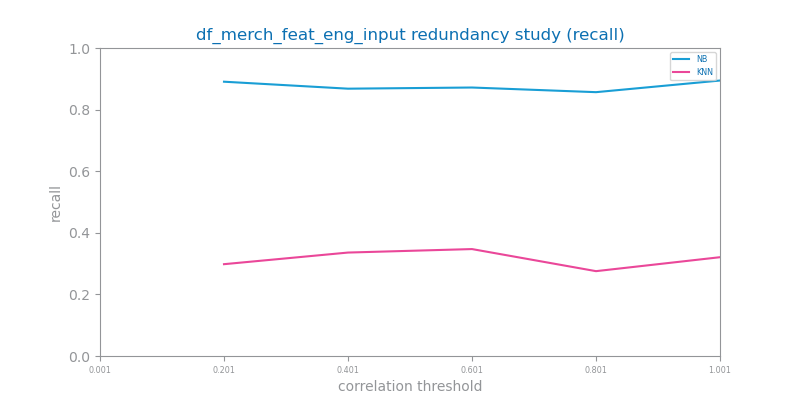 df_merch_feat_eng_input redundancy study (recall)
1.0
0.8
0.6
0.4
0.2
0.0
recall
NB
KNN
0.001 0.201 0.401 0.601 0.801 1.001
correlation threshold